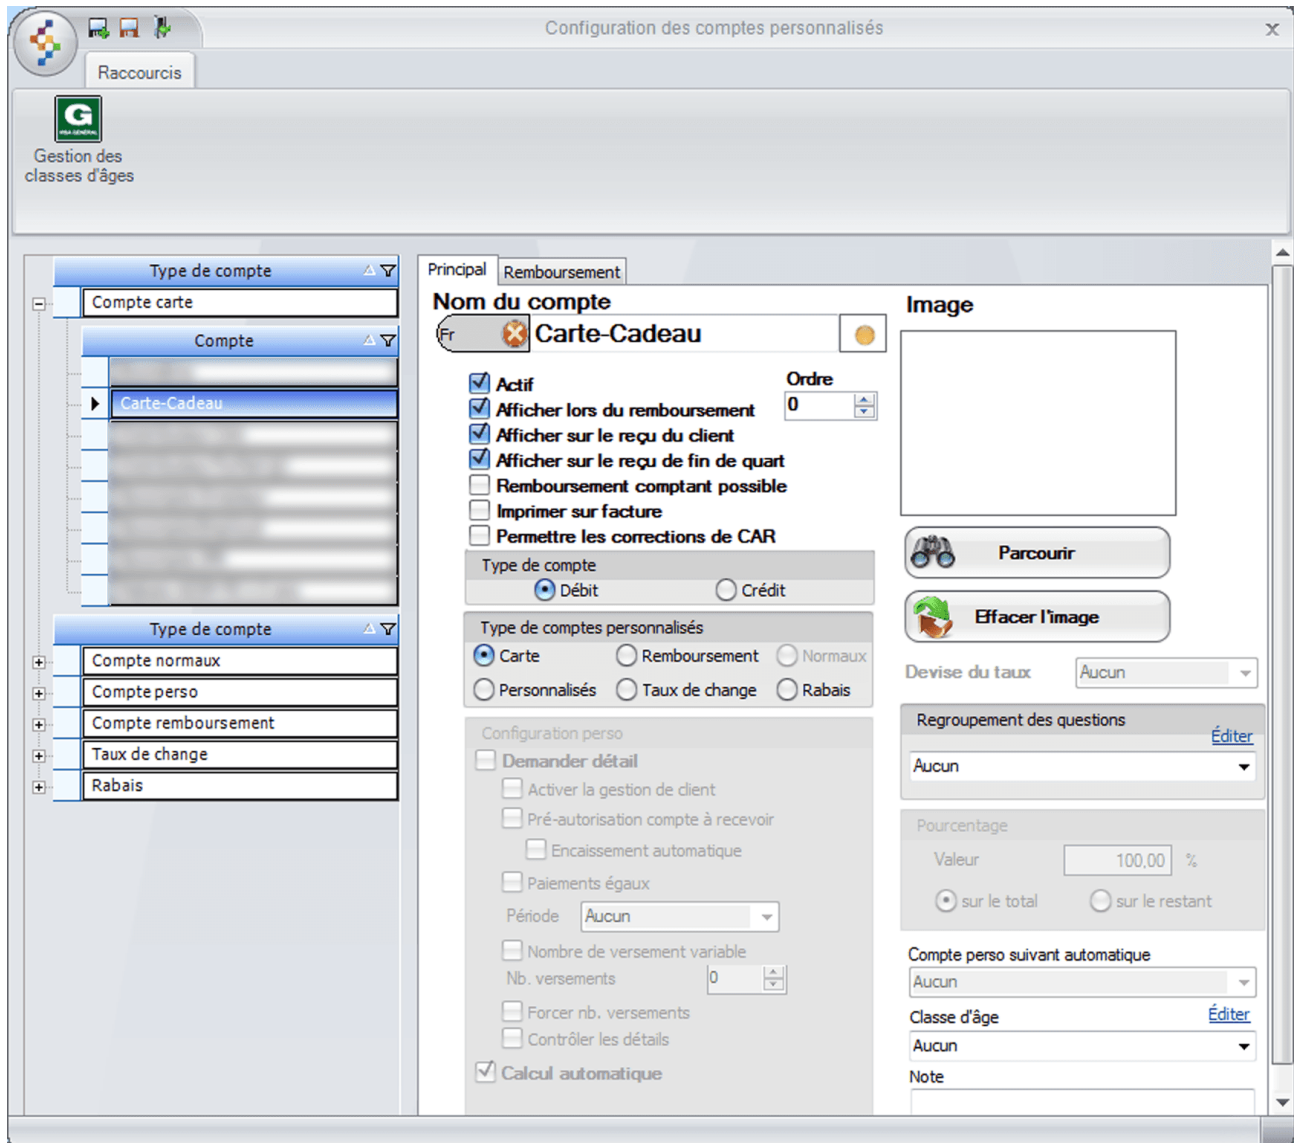 Configuration des comptes personnalisés
X
Raccourcis
G
Gestion des
classes d'âges
Type de compte
Compte carte
Compte
Carte-Cadeau
Type de compte
Compte normaux
Compte perso
Compte remboursement
Taux de change
Rabais
Principal
Remboursement
Nom du compte
Fr
Carte-Cadeau
Actif
Ordre
0
Afficher lors du remboursement
Afficher sur le reçu du client
Afficher sur le reçu de fin de quart
Remboursement comptant possible
Imprimer sur facture
Permettre les corrections de CAR
Type de compte
Débit
Crédit
Type de comptes personnalisés
Carte
Remboursement
Normaux
Personnalisés
Taux de change
Rabais
Configuration perso
Demander détail
Activer la gestion de client
Pré-autorisation compte à recevoir
Encaissement automatique
Paiements égaux
Période
Aucun
Nombre de versement variable
Nb. versements
0
Forcer nb. versements
Contrôler les détails
Calcul automatique
Image
Parcourir
Effacer l'image
Devise du taux
Aucun
Regroupement des questions
Éditer
Aucun
Pourcentage
Valeur
100,00 %
sur le total
sur le restant
Compte perso suivant automatique
Aucun
Classe d'âge
Éditer
Aucun
Note